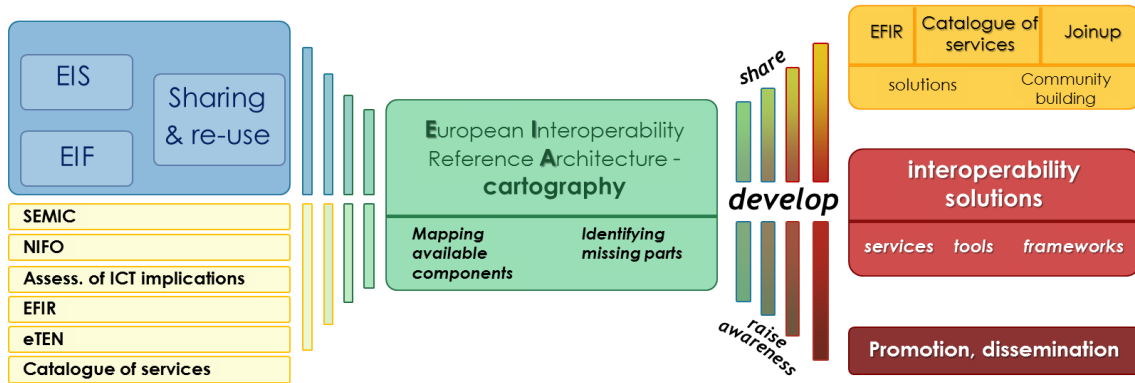 EIS
EIF
Sharing
& re-use
SEMIC
NIFO
Assess. of ICT implications
EFIR
eTEN
Catalogue of services
European Interoperability
Reference Architecture -
cartography
Mapping
available
components
Identifying
missing parts
share
develop
raise
awareness
EFIR
Catalogue of
services
Joinup
solutions
Community
building
interoperability
solutions
services
tools
frameworks
Promotion, dissemination